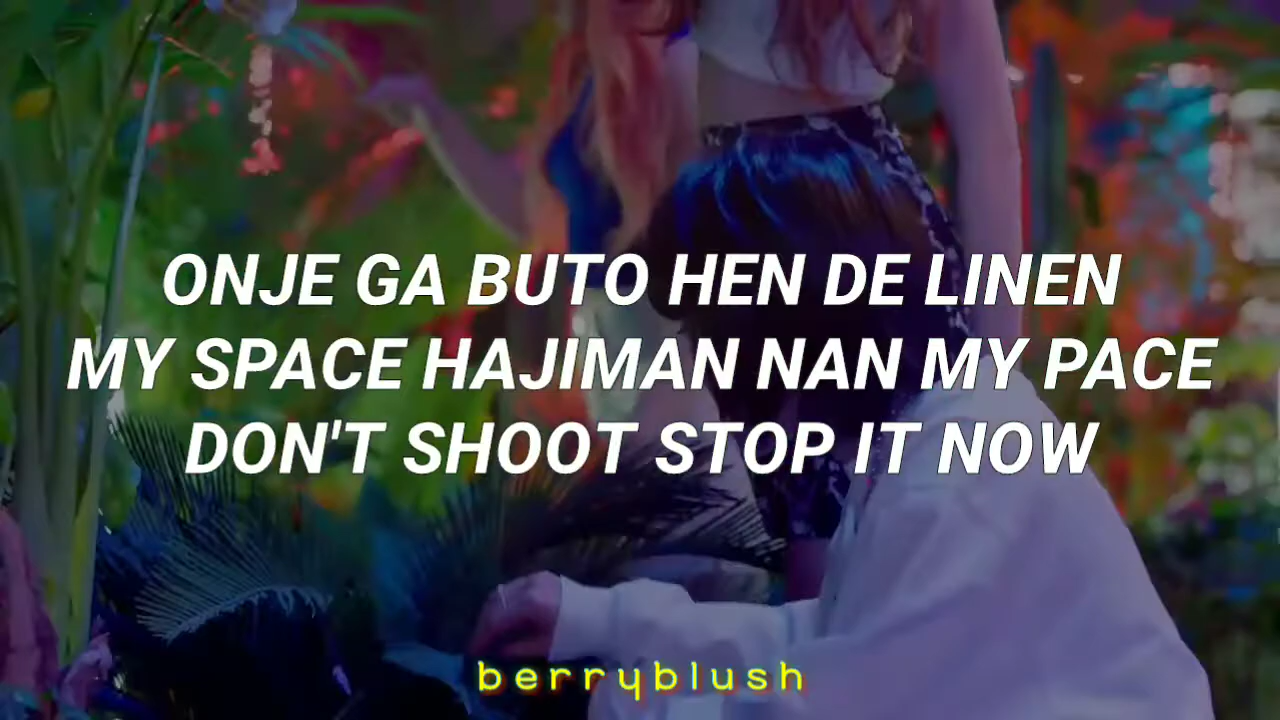 ONJE GA BUTO HEN DE LINEN
MY SPACE HAJIMAN NAN MY PACE
DON'T SHOOT STOP IT NOW
berryblush